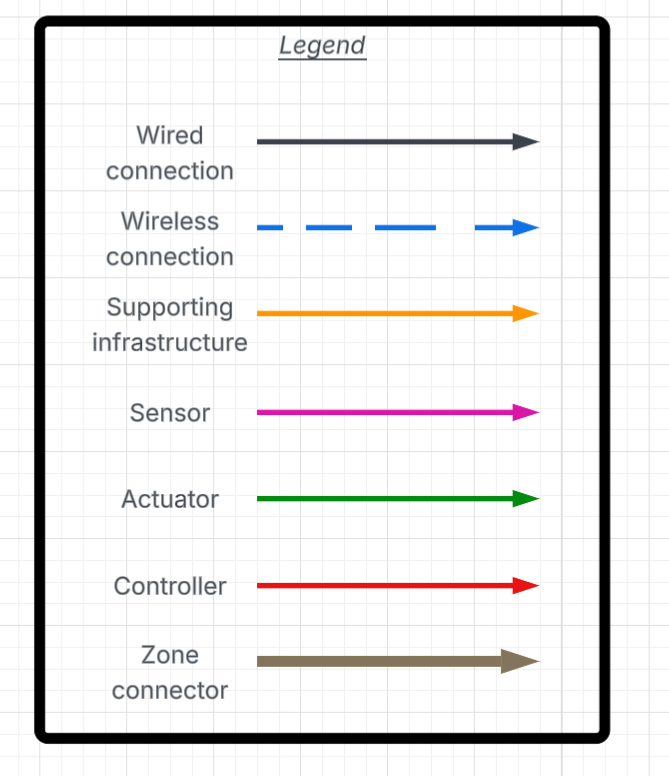 Legend
Wired
connection
Wireless
connection
Supporting
infrastructure
Sensor
Actuator
Controller
Zone
connector